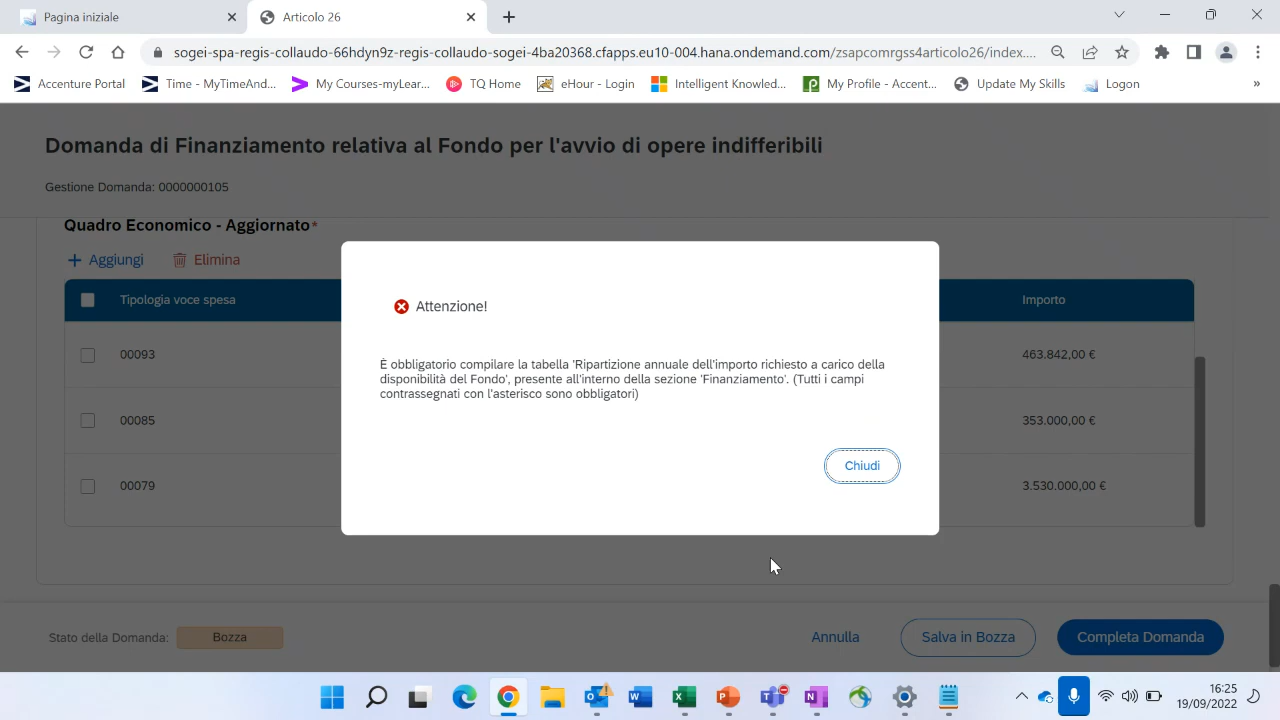 Pagina iniziale
Articolo 26
sogei-spa-regis-collaudo-66hdyn9z-regis-collaudo-sogei-4ba20368.cfapps.eu10-004.hana.ondemand.com/zsapcomrgss4articolo26/index....
Accenture Portal
Time - MyTimeAnd...
My Courses-myLear...
TQ Home
eHour - Login
Intelligent Knowled...
My Profile - Accent...
Update My Skills
Logon
»
Domanda di Finanziamento relativa al Fondo per l'avvio di opere indifferibili
Gestione Domanda: 0000000105
Quadro Economico - Aggiornato*
Aggiungi
Elimina
Tipologia voce spesa
Importo
00093
463.842,00 €
00085
353.000,00 €
00079
3.530.000,00 €
Attenzione!
È obbligatorio compilare la tabella 'Ripartizione annuale dell'importo richiesto a carico della
disponibilità del Fondo', presente all'interno della sezione 'Finanziamento'. (Tutti i campi
contrassegnati con l'asterisco sono obbligatori)
Chiudi
Stato della Domanda:
Bozza
Annulla
Salva in Bozza
Completa Domanda
16:25
19/09/2022